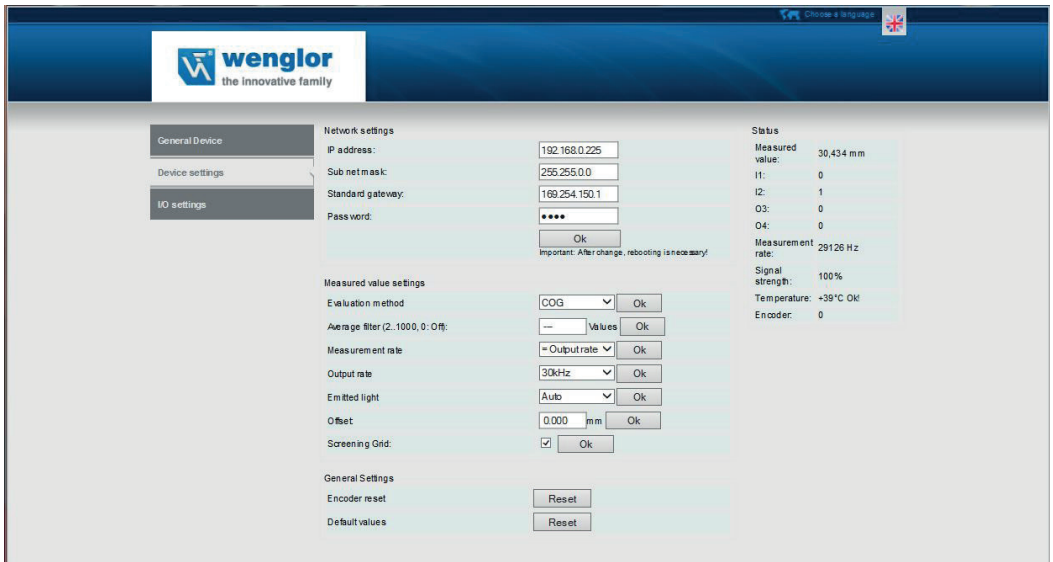 Choose a language
wenglor
the innovative family
General Device
Device settings
I/O settings
Network settings
IP address: 192.168.0.225
Sub net mask: 255.255.0.0
Standard gateway: 169.254.150.1
Password: ●●●●
Ok
Important: After change, rebooting is necessary!
Measured value settings
Evaluation method COG Ok
Average filter (2..1000, 0: Off): --- Values Ok
Measurement rate = Output rate Ok
Output rate 30kHz Ok
Emitted light Auto Ok
Offset: 0.000 mm Ok
Screening Grid: Ok
General Settings
Encoder reset Reset
Default values Reset
Status
Measured
value: 30,434 mm
I1: 0
I2: 1
O3: 0
O4: 0
Measurement
rate: 29126 Hz
Signal
strength: 100%
Temperature: +39°C Ok!
Encoder: 0